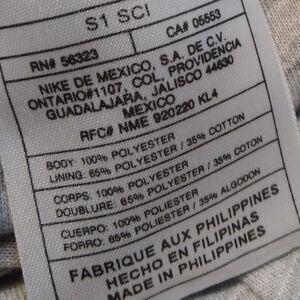 S1 SCI
RN# 56323 CA# 05553
NIKE DE MEXICO, S.A. DE C.V.
ONTARIO#1107, COL. PROVIDENCIA
GUADALAJARA, JALISCO 44630
MEXICO
RFC# NME 920220 KL4
BODY: 100% POLYESTER
LINING: 65% POLYESTER / 35% COTTON
CORPS: 100% POLYESTER
DOUBLURE: 65% POLYESTER / 35% COTON
CUERPO: 100% POLIESTER
FORRO: 65% POLIESTER / 35% ALGODON
FABRIQUE AUX PHILIPPINES
HECHO EN FILIPINAS
MADE IN PHILIPPINES